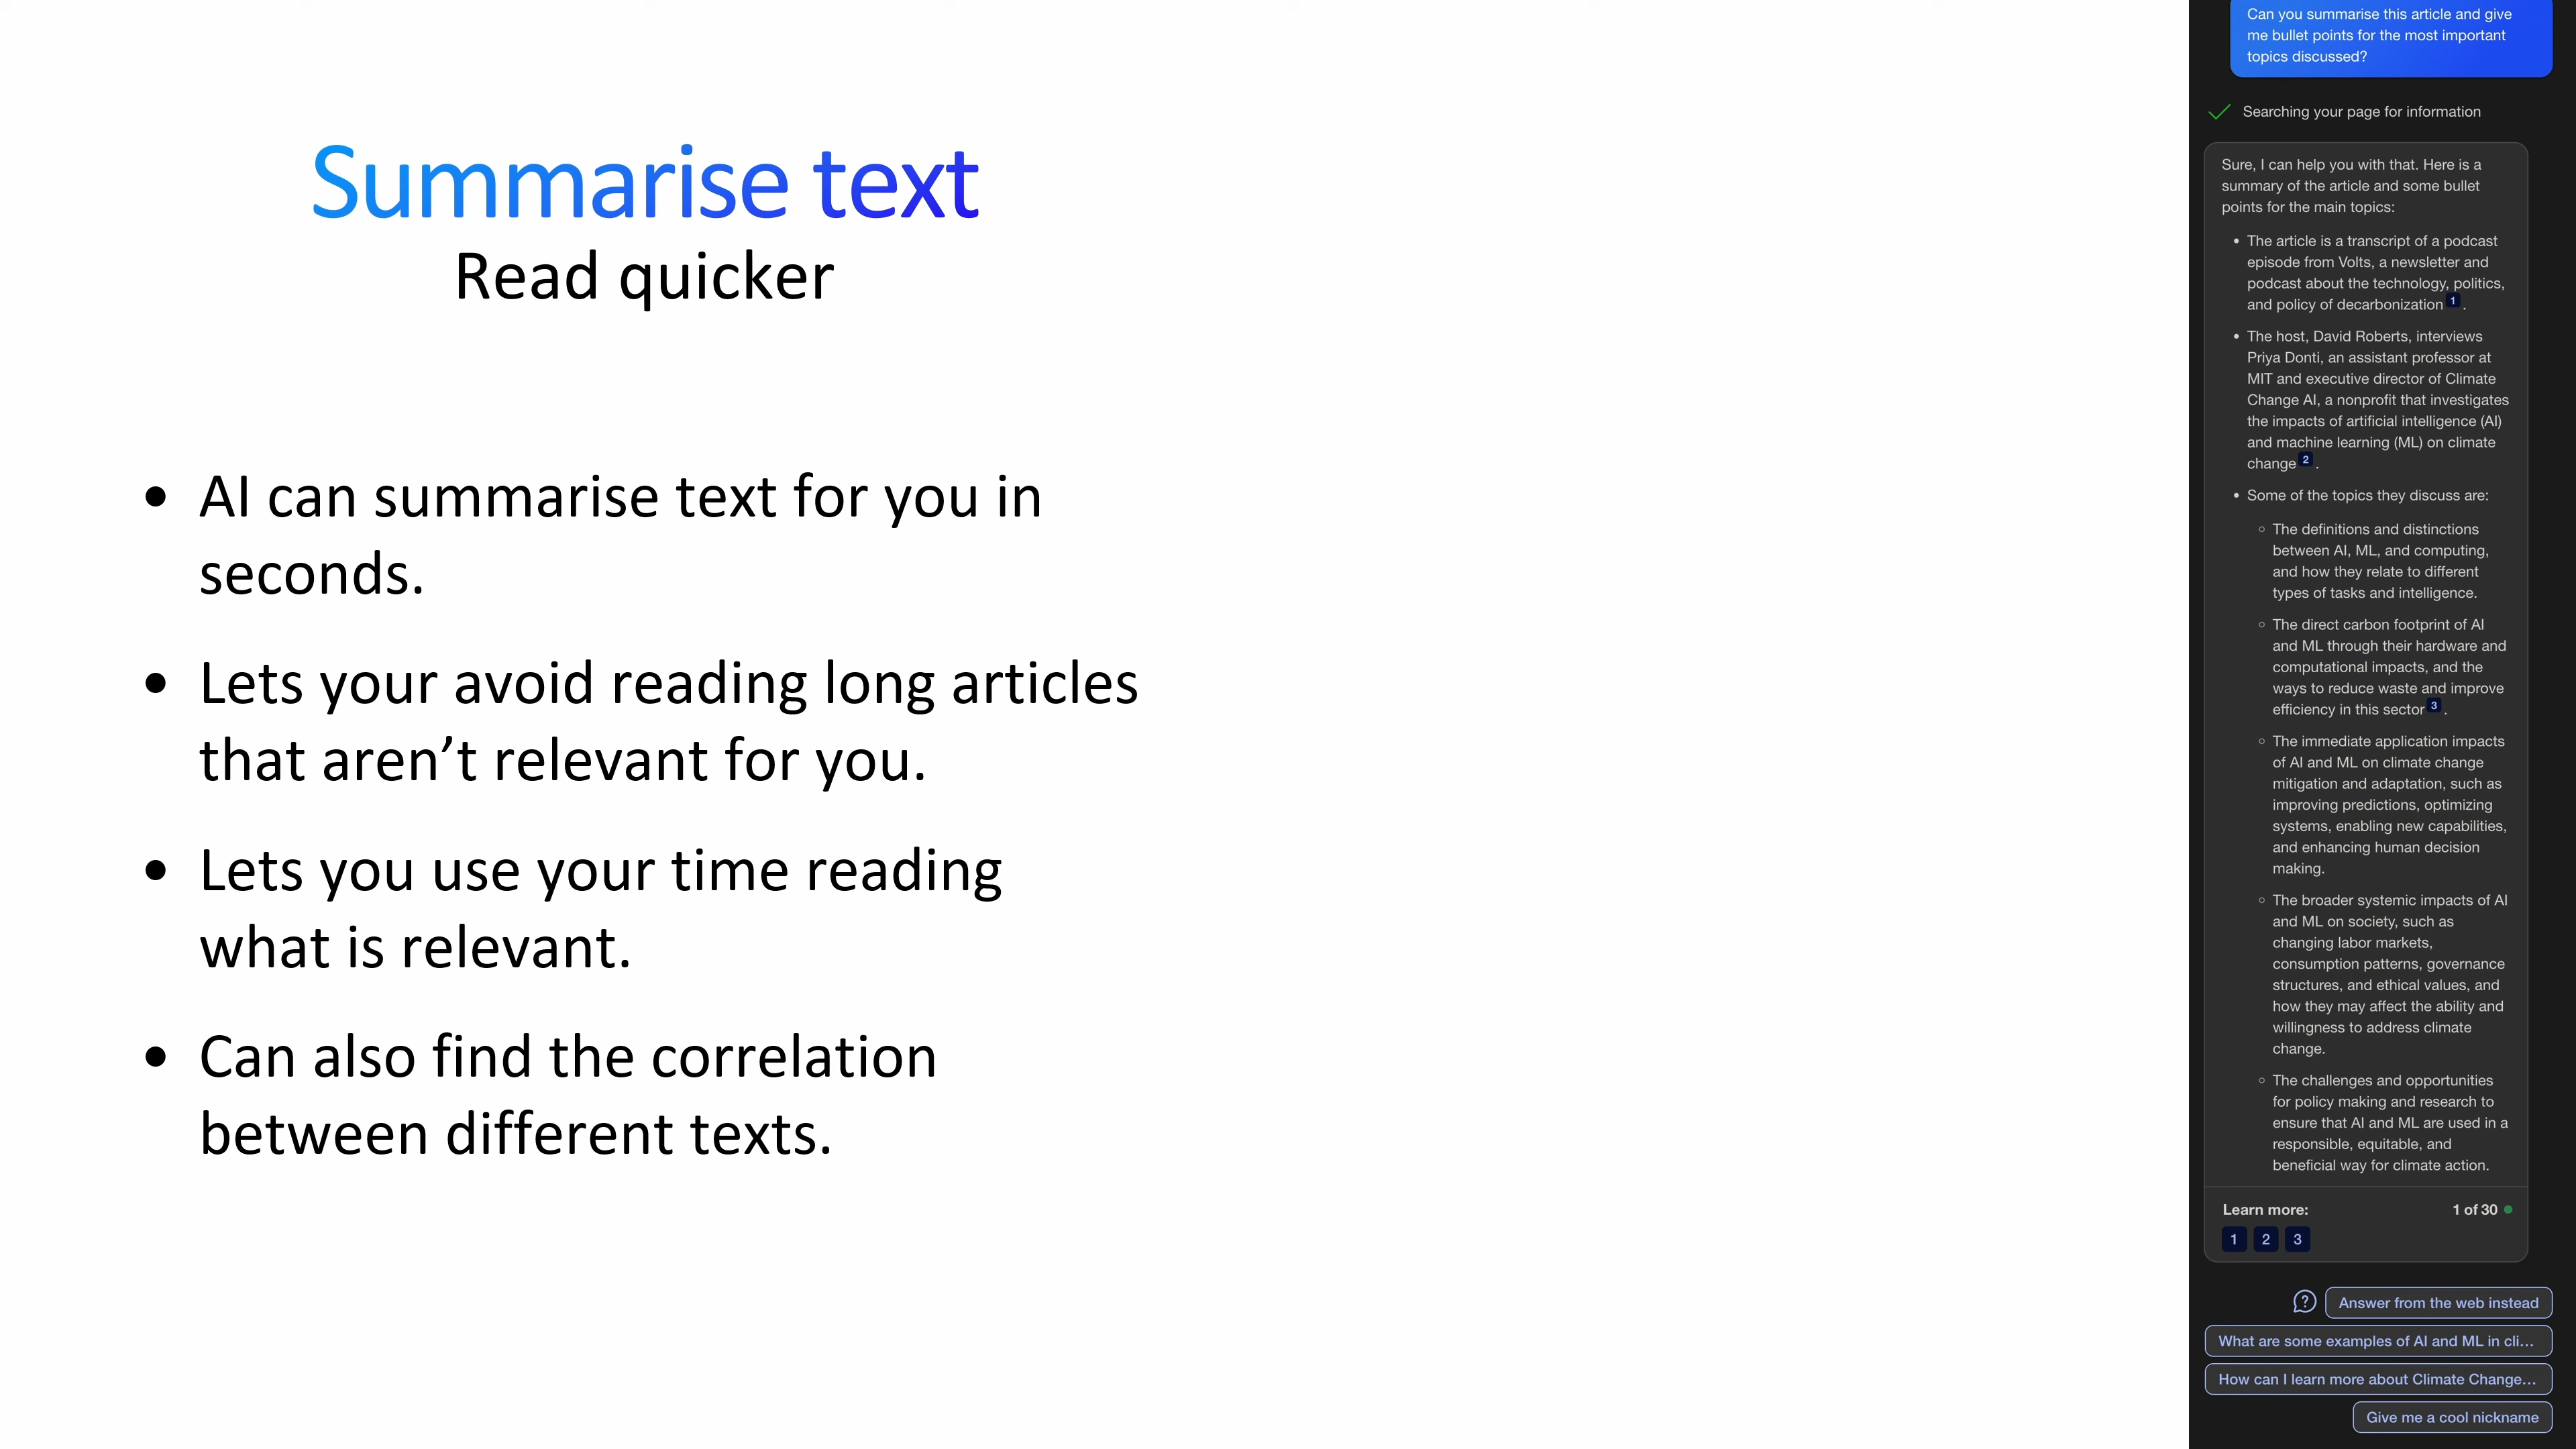 Summarise text
Read quicker
• AI can summarise text for you in
seconds.
• Lets your avoid reading long articles
that aren’t relevant for you.
• Lets you use your time reading
what is relevant.
• Can also find the correlation
between different texts.
Can you summarise this article and give
me bullet points for the most important
topics discussed?
Searching your page for information
Sure, I can help you with that. Here is a
summary of the article and some bullet
points for the main topics:
• The article is a transcript of a podcast
episode from Volts, a newsletter and
podcast about the technology, politics,
and policy of decarbonization 1 .
• The host, David Roberts, interviews
Priya Donti, an assistant professor at
MIT and executive director of Climate
Change AI, a nonprofit that investigates
the impacts of artificial intelligence (AI)
and machine learning (ML) on climate
change 2 .
• Some of the topics they discuss are:
◦ The definitions and distinctions
between AI, ML, and computing,
and how they relate to different
types of tasks and intelligence.
◦ The direct carbon footprint of AI
and ML through their hardware and
computational impacts, and the
ways to reduce waste and improve
efficiency in this sector 3 .
◦ The immediate application impacts
of AI and ML on climate change
mitigation and adaptation, such as
improving predictions, optimizing
systems, enabling new capabilities,
and enhancing human decision
making.
◦ The broader systemic impacts of AI
and ML on society, such as
changing labor markets,
consumption patterns, governance
structures, and ethical values, and
how they may affect the ability and
willingness to address climate
change.
◦ The challenges and opportunities
for policy making and research to
ensure that AI and ML are used in a
responsible, equitable, and
beneficial way for climate action.
Learn more: 1 of 30
1 2 3
? Answer from the web instead
What are some examples of AI and ML in cli...
How can I learn more about Climate Change...
Give me a cool nickname